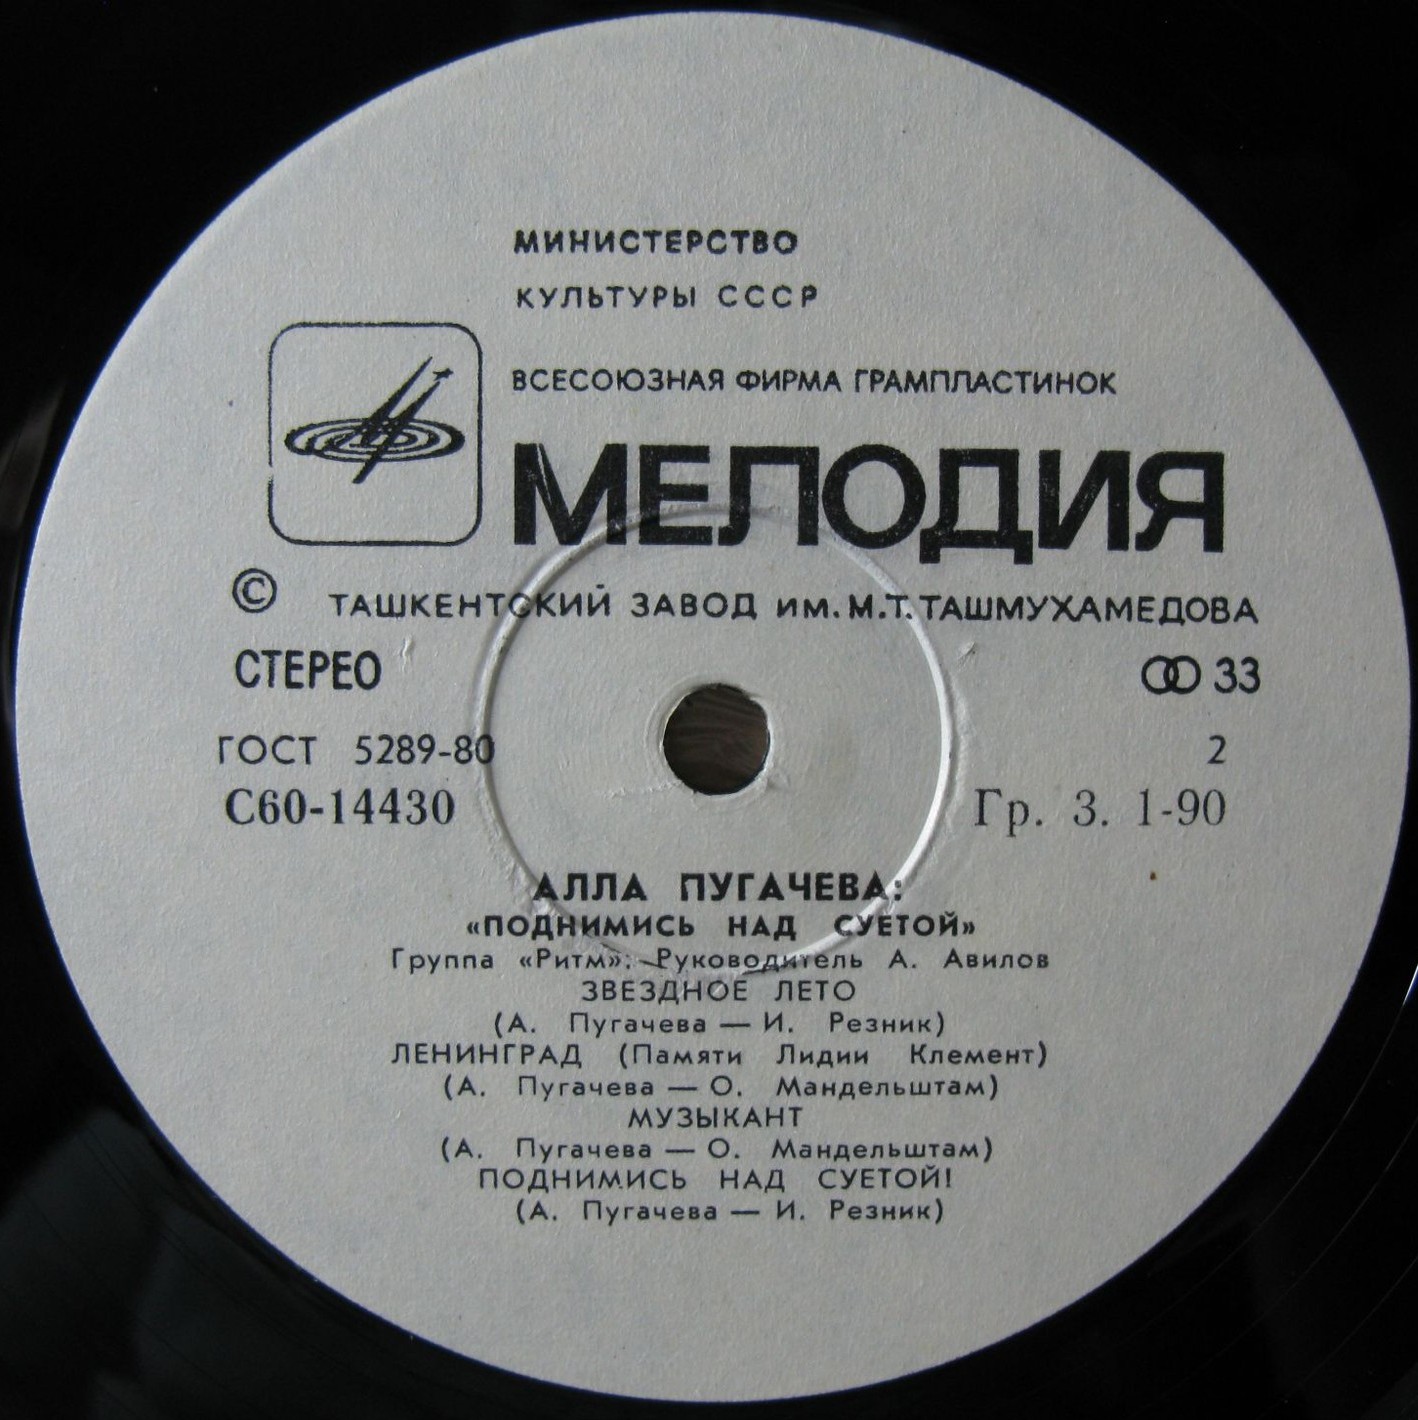 МИНИСТЕРСТВО
КУЛЬТУРЫ СССР
ВСЕСОЮЗНАЯ ФИРМА ГРАМПЛАСТИНОК
МЕЛОДИЯ
© ТАШКЕНТСКИЙ ЗАВОД им. М.Т. ТАШМУХАМЕДОВА
СТЕРЕО 33
ГОСТ 5289-80 2
С60-14430 Гр. 3. 1-90
АЛЛА ПУГАЧЕВА:
«ПОДНИМИСЬ НАД СУЕТОЙ»
Группа «Ритм»: Руководитель А. Авилов
ЗВЕЗДНОЕ ЛЕТО
(А. Пугачева — И. Резник)
ЛЕНИНГРАД (Памяти Лидии Клемент)
(А. Пугачева — О. Мандельштам)
МУЗЫКАНТ
(А. Пугачева — О. Мандельштам)
ПОДНИМИСЬ НАД СУЕТОЙ!
(А. Пугачева — И. Резник)